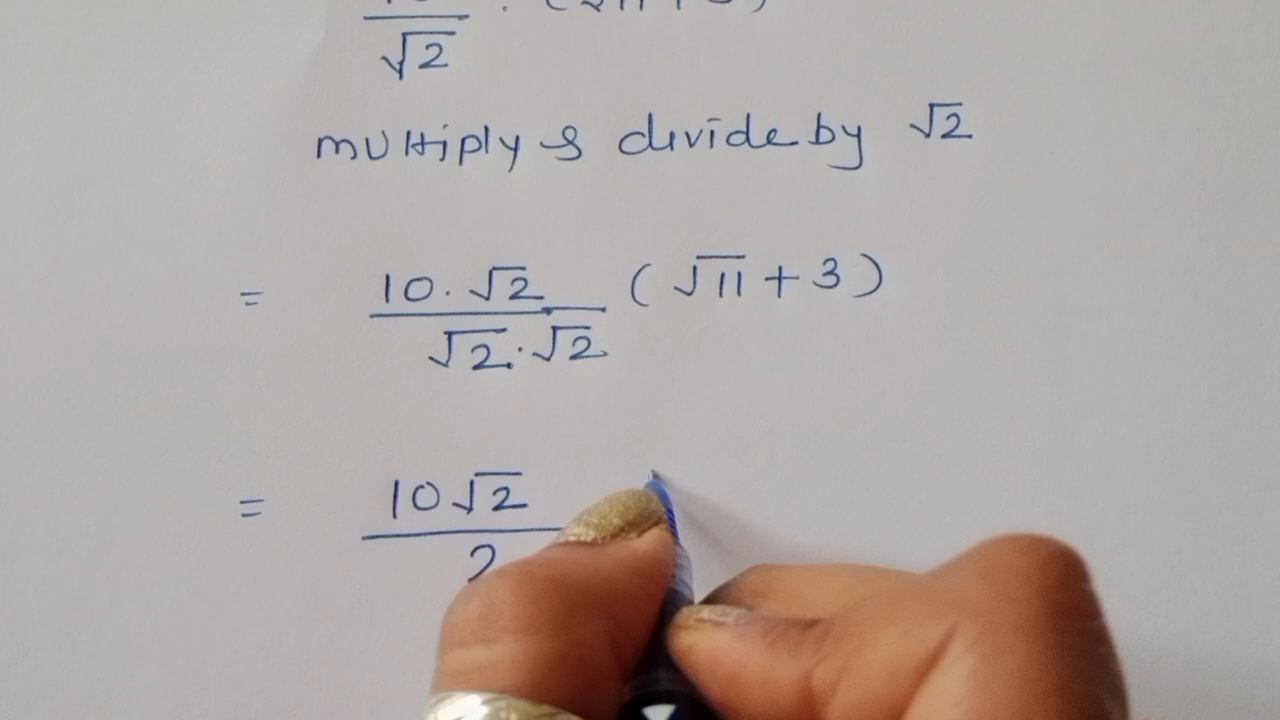 √2
multiply & divide by √2
= 10·√2 / √2·√2 (√11 + 3)
= 10√2 / 2